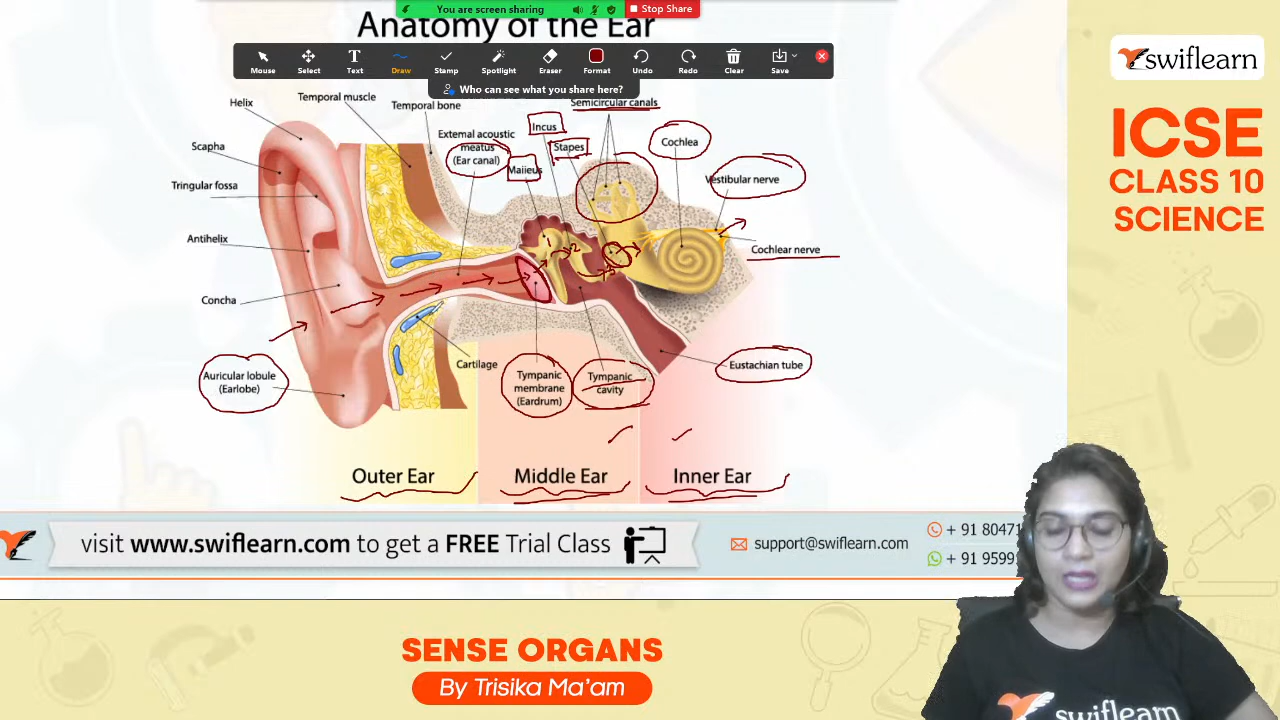 You are screen sharing
Stop Share
Anatomy of the Ear
Mouse
Select
Text
Draw
Stamp
Spotlight
Eraser
Format
Undo
Redo
Clear
Save
Who can see what you share here?
swiflearn
ICSE
CLASS 10
SCIENCE
Helix
Temporal muscle
Temporal bone
Semicircular canals
Scapha
External acoustic
meatus
(Ear canal)
Incus
Stapes
Malleus
Cochlea
Tringular fossa
Vestibular nerve
Antihelix
Cochlear nerve
Concha
1
2
3
Auricular lobule
(Earlobe)
Cartilage
Tympanic
membrane
(Eardrum)
Tympanic
cavity
Eustachian tube
Outer Ear
Middle Ear
Inner Ear
visit www.swiflearn.com to get a FREE Trial Class
support@swiflearn.com
+ 91 80471
+ 91 9599
SENSE ORGANS
By Trisika Ma'am
swiflearn